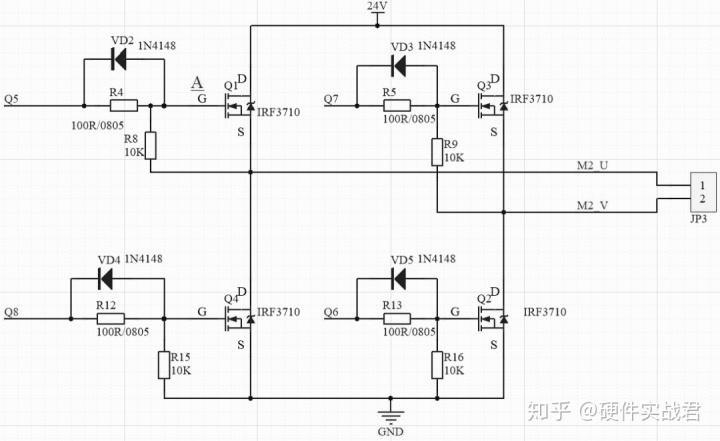 24V
VD2 1N4148
VD3 1N4148
A
D
Q1
Q3 D
Q5
R4
G
IRF3710
Q7
R5
G
IRF3710
100R/0805
S
100R/0805
S
R8
10K
R9
10K
M2_U
1
2
M2_V
JP3
VD4 1N4148
VD5 1N4148
Q4 D
Q2 D
Q8
R12
G
IRF3710
Q6
R13
G
IRF3710
100R/0805
S
100R/0805
S
R15
10K
R16
10K
GND
知乎 @硬件实战君